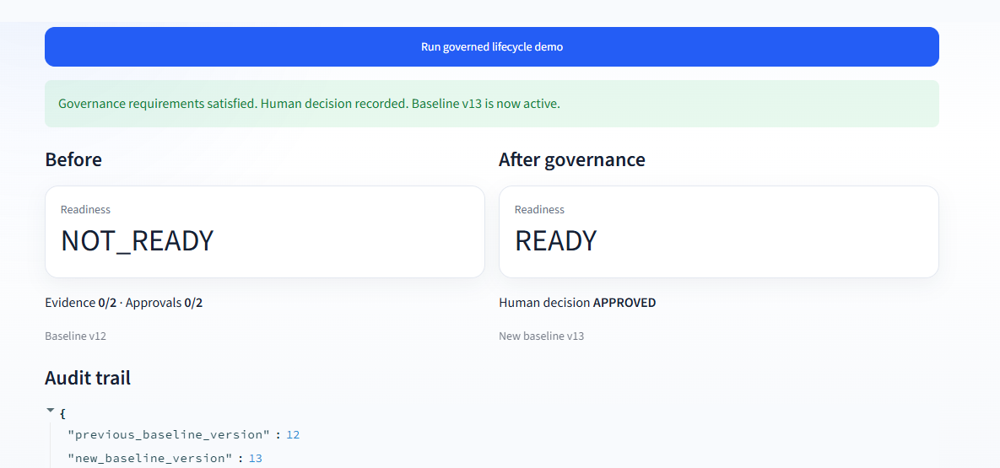 Run governed lifecycle demo
Governance requirements satisfied. Human decision recorded. Baseline v13 is now active.
Before
After governance
Readiness
NOT_READY
Readiness
READY
Evidence 0/2 · Approvals 0/2
Human decision APPROVED
Baseline v12
New baseline v13
Audit trail
{
"previous_baseline_version" : 12
"new_baseline_version" : 13